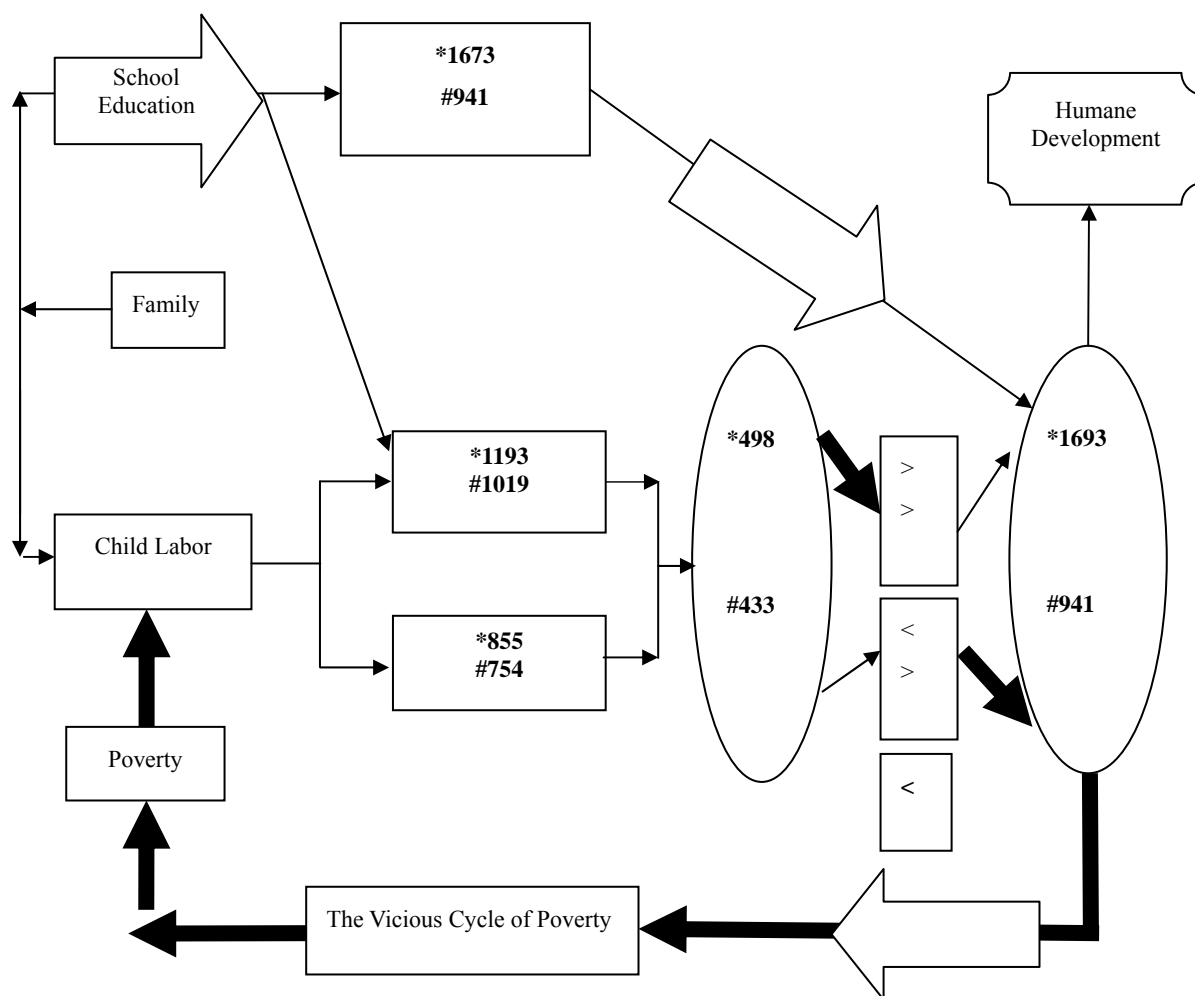 School
Education
*1673
#941
Humane
Development
Family
*1193
#1019
*498
>
>
*1693
Child Labor
*855
#754
#433
<
>
#941
Poverty
<
The Vicious Cycle of Poverty